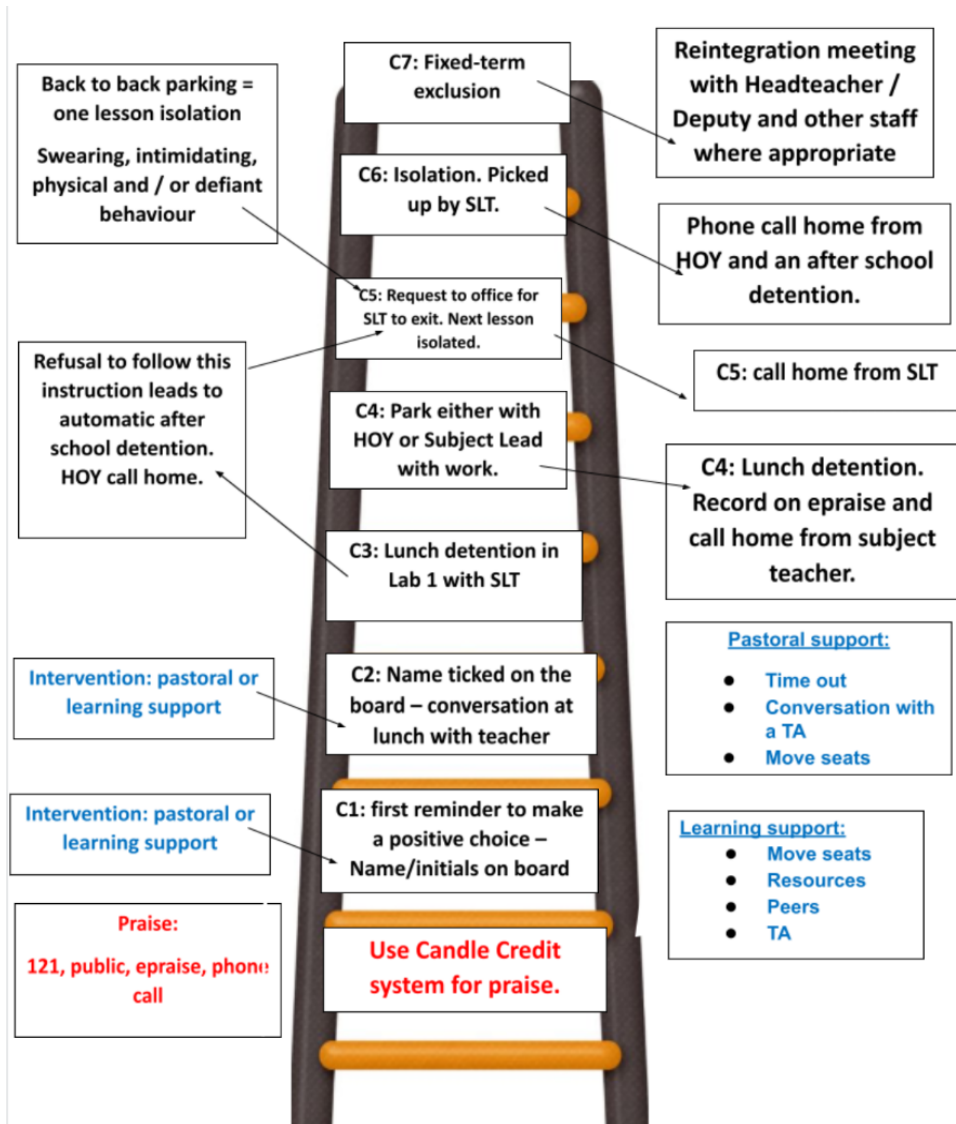 C7: Fixed-term
exclusion
Reintegration meeting
with Headteacher /
Deputy and other staff
where appropriate
Back to back parking =
one lesson isolation
Swearing, intimidating,
physical and / or defiant
behaviour
C6: Isolation. Picked
up by SLT.
Phone call home from
HOY and an after school
detention.
C5: Request to office for
SLT to exit. Next lesson
isolated.
C5: call home from SLT
Refusal to follow this
instruction leads to
automatic after
school detention.
HOY call home.
C4: Park either with
HOY or Subject Lead
with work.
C4: Lunch detention.
Record on epraise and
call home from subject
teacher.
C3: Lunch detention in
Lab 1 with SLT
Intervention: pastoral or
learning support
C2: Name ticked on the
board – conversation at
lunch with teacher
Pastoral support:
● Time out
● Conversation with
a TA
● Move seats
Intervention: pastoral or
learning support
C1: first reminder to make
a positive choice –
Name/initials on board
Learning support:
● Move seats
● Resources
● Peers
● TA
Praise:
121, public, epraise, phone
call
Use Candle Credit
system for praise.